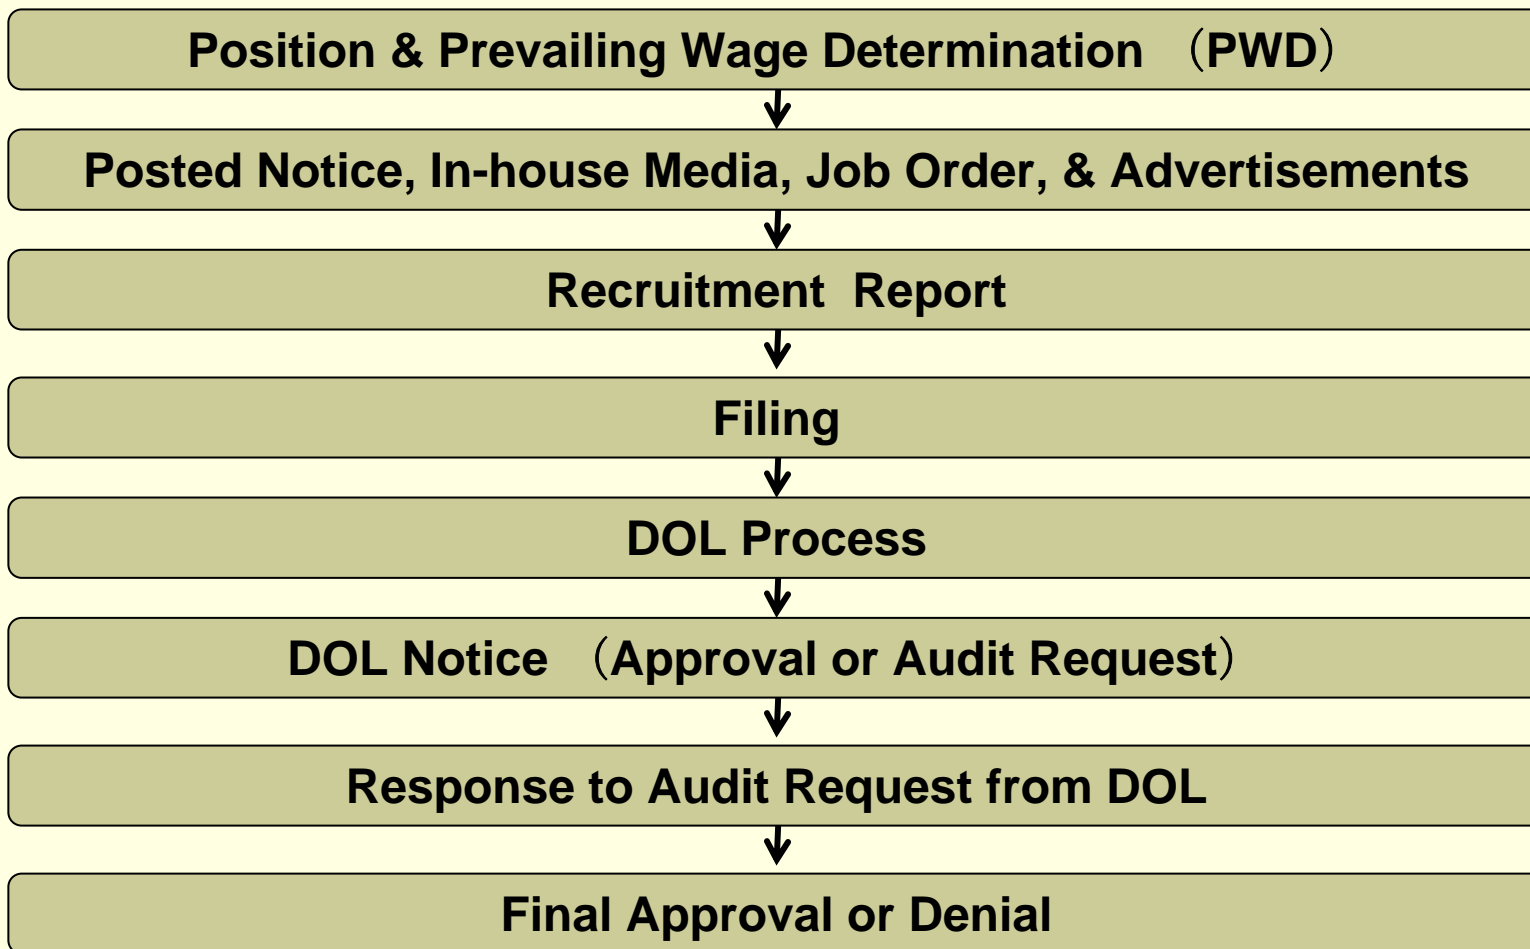 Position & Prevailing Wage Determination （PWD）
Posted Notice, In-house Media, Job Order, & Advertisements
Recruitment  Report
Filing
DOL Process
DOL Notice （Approval or Audit Request）
Response to Audit Request from DOL
Final Approval or Denial